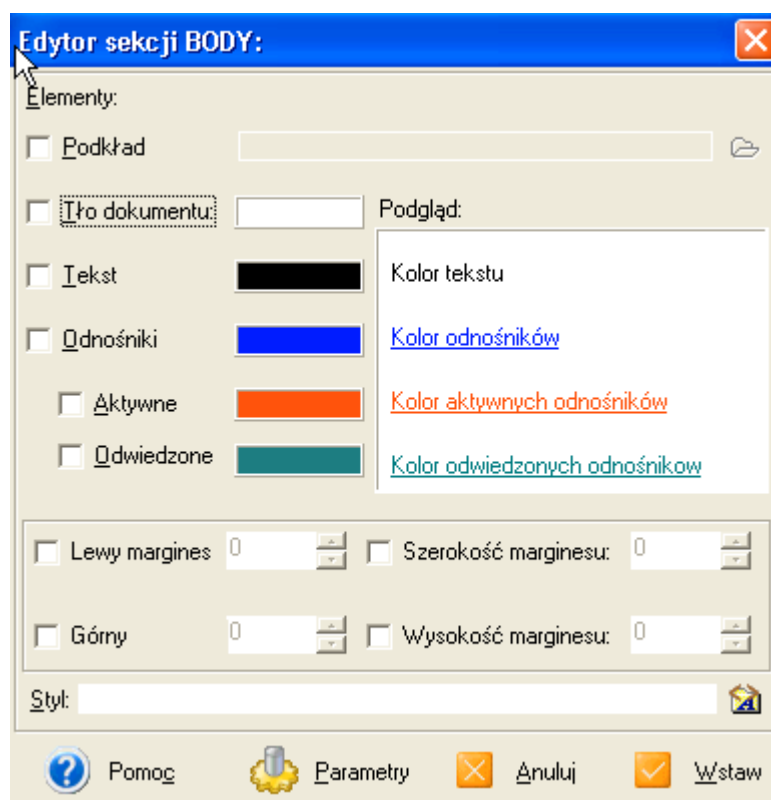 Edytor sekcji BODY:
Elementy:
Podkład
Tło dokumentu:
Podgląd:
Tekst
Kolor tekstu
Odnośniki
Kolor odnośników
Aktywne
Kolor aktywnych odnośników
Odwiedzone
Kolor odwiedzonych odnośnikow
Lewy margines 0 Szerokość marginesu: 0
Górny 0 Wysokość marginesu: 0
Styl:
Pomoc Parametry Anuluj Wstaw